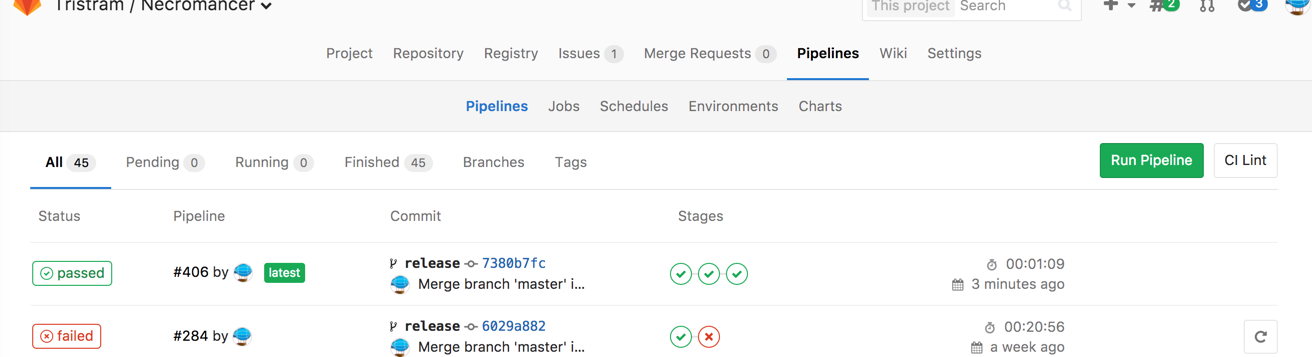 Tristram / Necromancer
This project Search
2
3
Project Repository Registry Issues 1 Merge Requests 0 Pipelines Wiki Settings
Pipelines Jobs Schedules Environments Charts
All 45 Pending 0 Running 0 Finished 45 Branches Tags Run Pipeline CI Lint
Status Pipeline Commit Stages
passed #406 by latest release 7380b7fc 00:01:09
Merge branch 'master' i... 3 minutes ago
failed #284 by release 6029a882 00:20:56
Merge branch 'master' i... a week ago